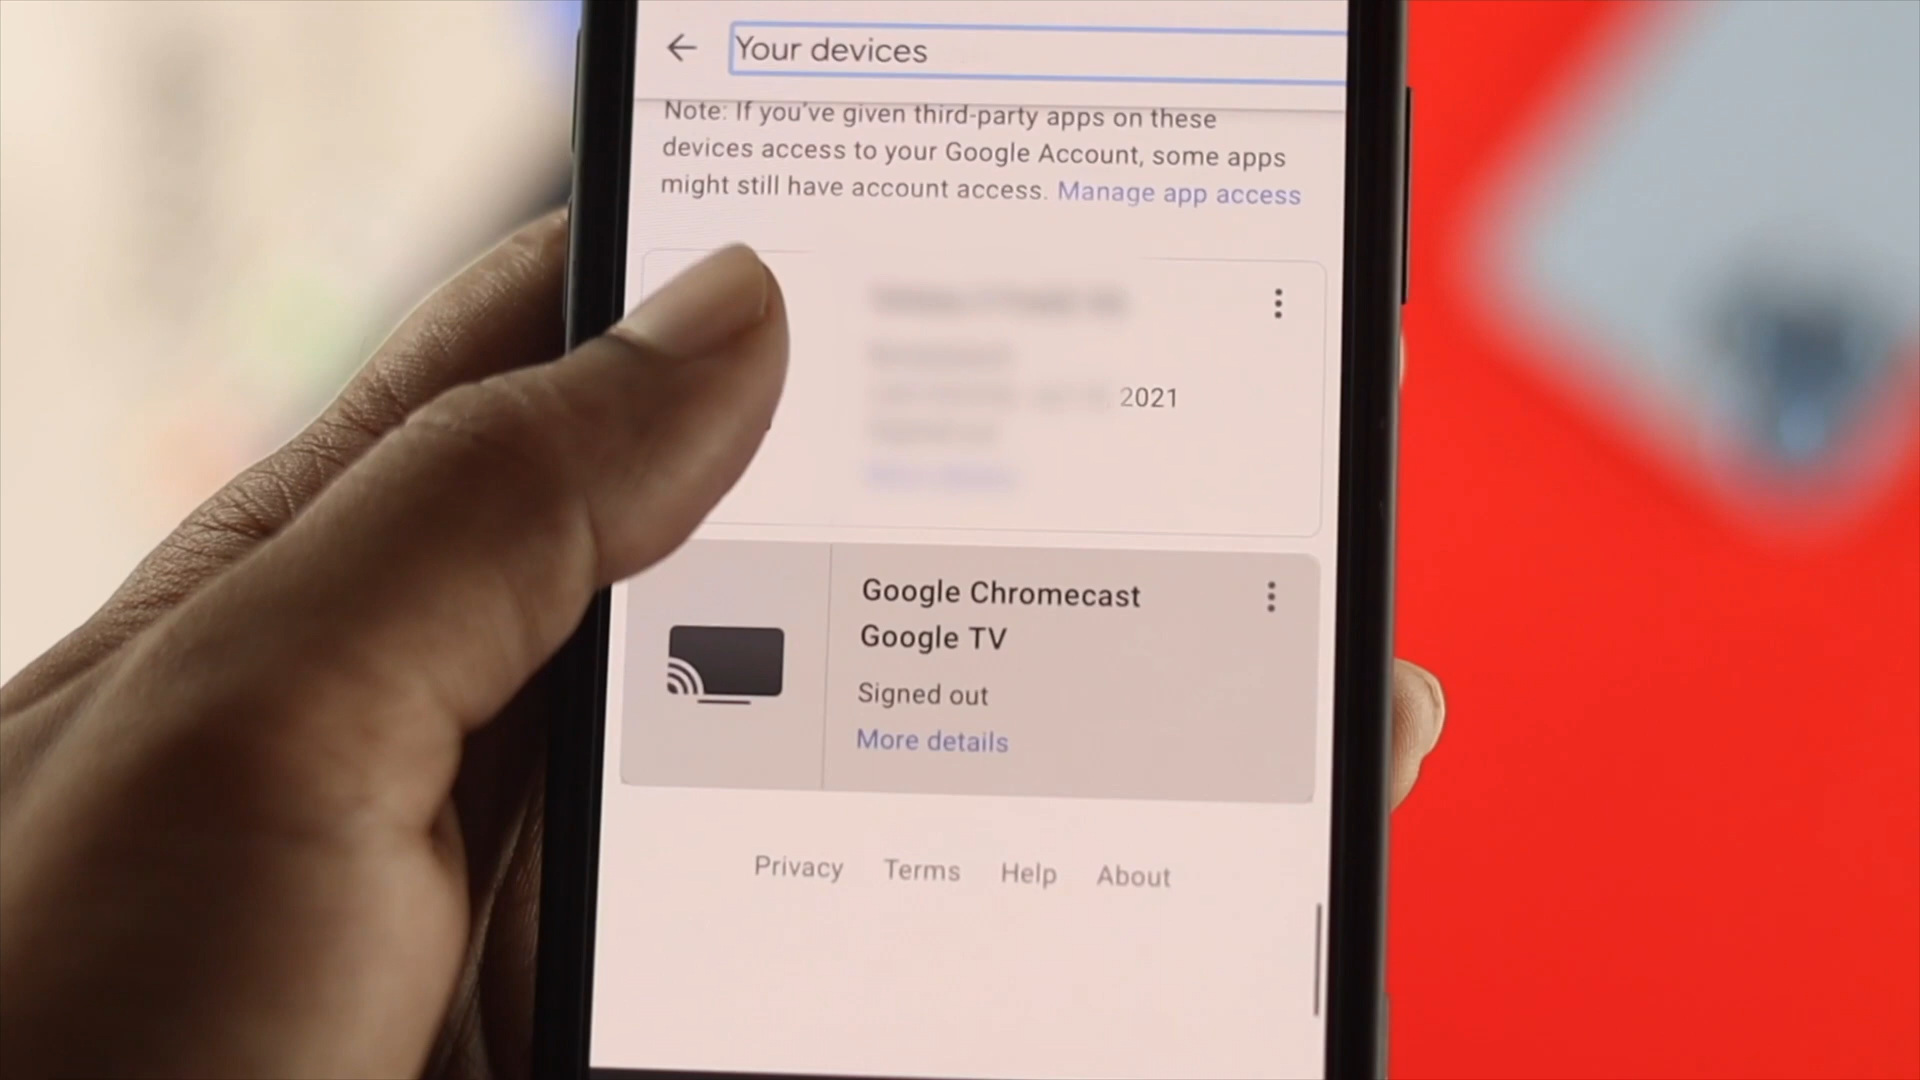 Your devices
Note: If you've given third-party apps on these
devices access to your Google Account, some apps
might still have account access. Manage app access
2021
Google Chromecast
Google TV
Signed out
More details
Privacy Terms Help About